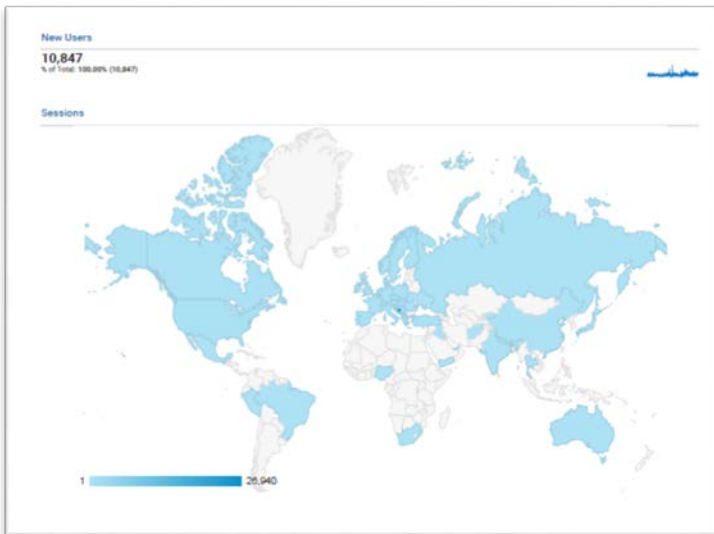 New Users
10,847
% of Total: 100.00% (10,847)
Sessions
1 26,940